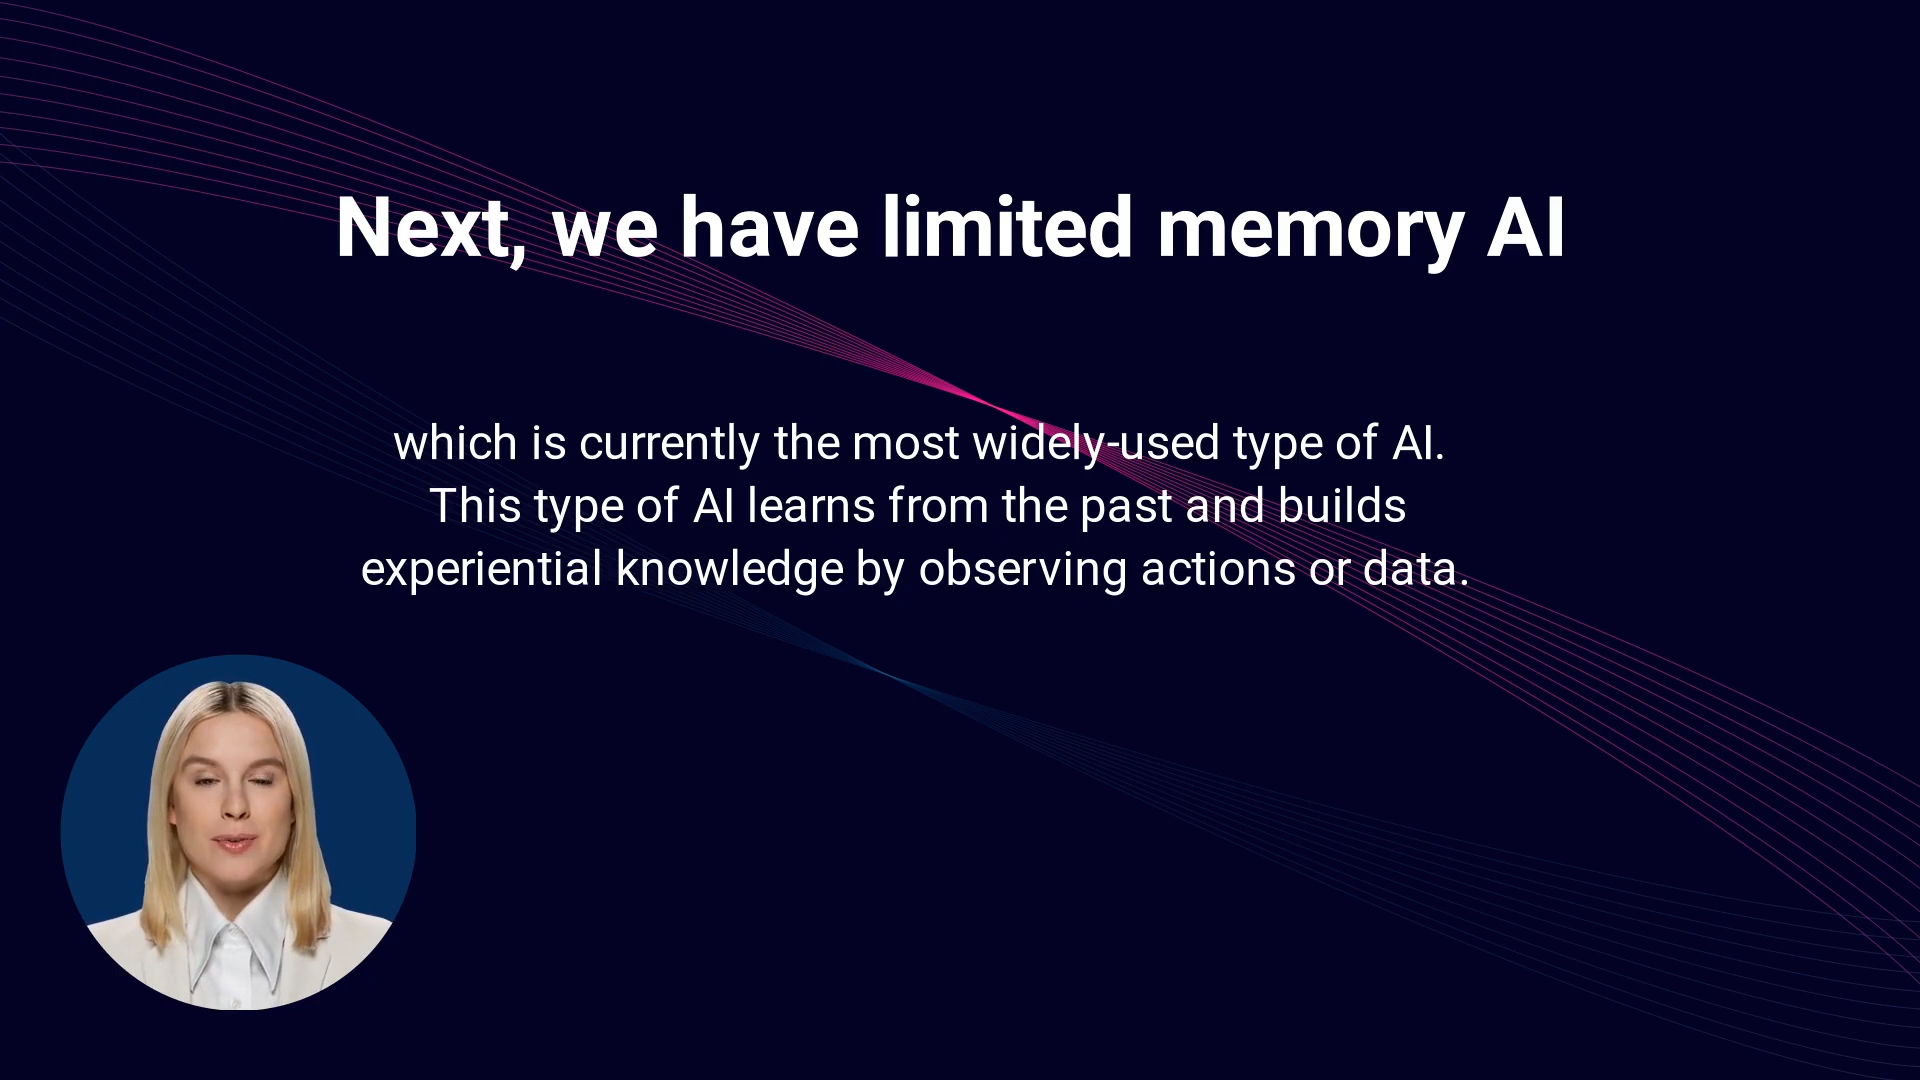 Next, we have limited memory AI
which is currently the most widely-used type of AI.
This type of AI learns from the past and builds
experiential knowledge by observing actions or data.